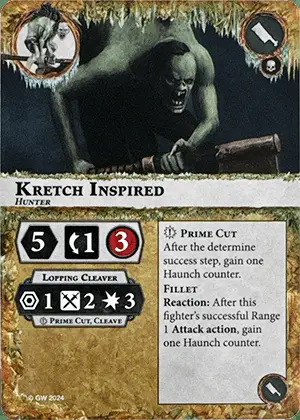 KRETCH INSPIRED
HUNTER
5 1 3
LOPPING CLEAVER
1 2 3
PRIME CUT, CLEAVE
© GW 2024
PRIME CUT
After the determine
success step, gain one
Haunch counter.
FILLET
Reaction: After this
fighter's successful Range
1 Attack action, gain
one Haunch counter.